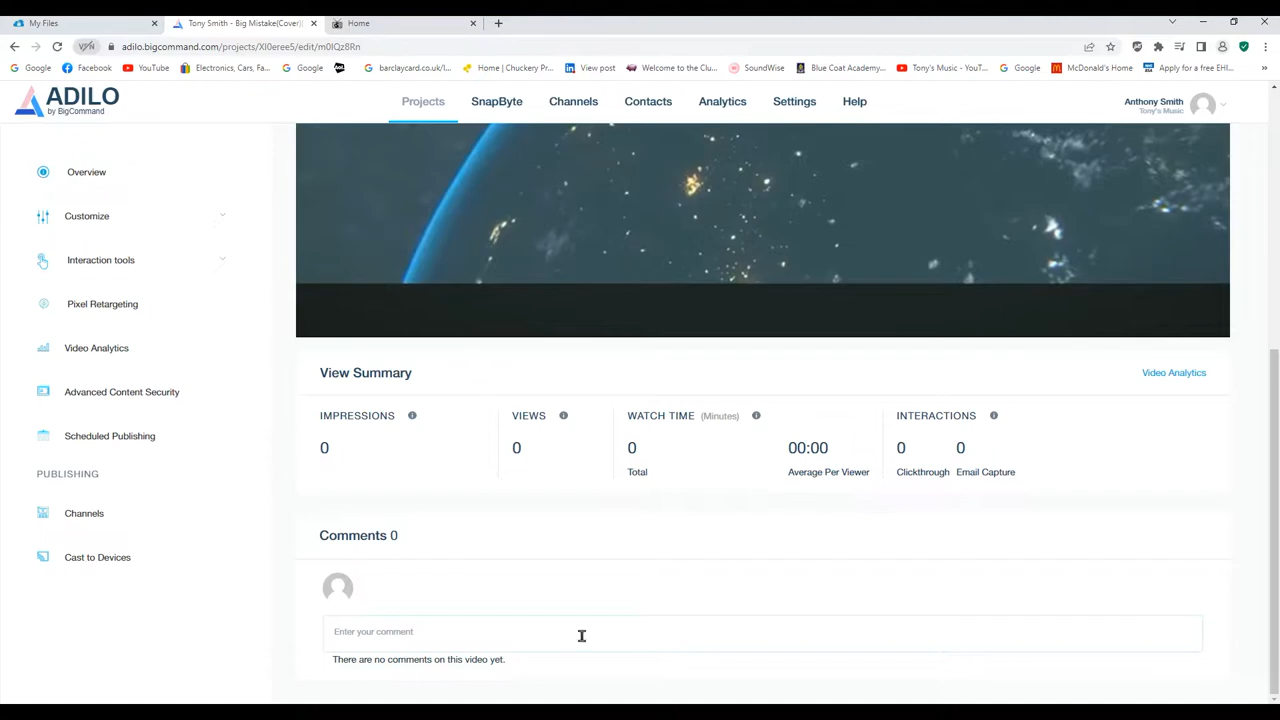 My Files
Tony Smith - Big Mistake(Cover)
Home
VPN
adilo.bigcommand.com/projects/Xl0eree5/edit/m0IQz8Rn
Google
Facebook
YouTube
Electronics, Cars, Fa...
Google
barclaycard.co.uk/l...
Home | Chuckery Pr...
View post
Welcome to the Clu...
SoundWise
Blue Coat Academy...
Tony's Music - YouT...
Google
McDonald's Home
Apply for a free EHI...
ADILO
by BigCommand
Projects
SnapByte
Channels
Contacts
Analytics
Settings
Help
Anthony Smith
Tony's Music
Overview
Customize
Interaction tools
Pixel Retargeting
Video Analytics
Advanced Content Security
Scheduled Publishing
PUBLISHING
Channels
Cast to Devices
View Summary
Video Analytics
IMPRESSIONS
VIEWS
WATCH TIME (Minutes)
INTERACTIONS
0
0
0
00:00
0
0
Total
Average Per Viewer
Clickthrough
Email Capture
Comments 0
Enter your comment
There are no comments on this video yet.